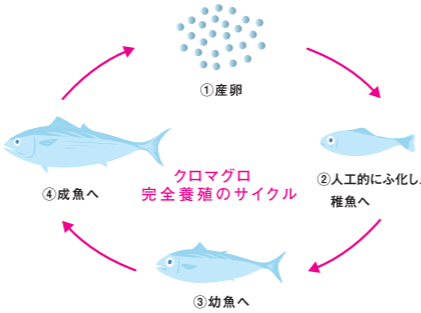 ①産卵
②人工的にふ化し、
稚魚へ
クロマグロ
完全養殖のサイクル
④成魚へ
③幼魚へ